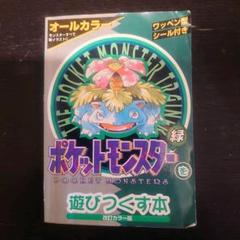 オールカラー
ワッペン型
シール付き
THE POCKET MONSTER TRAINER
緑
ポケットモンスターを
POCKET MONSTERS
遊びつくす本
改訂カラー版